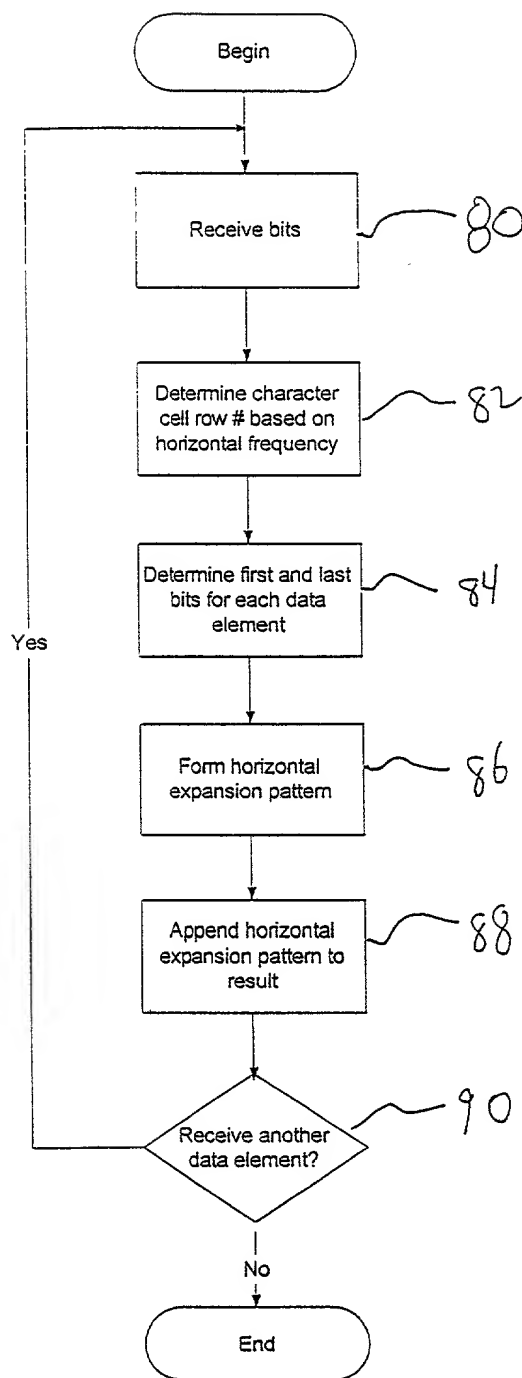 Begin
Receive bits
80
Determine character
cell row # based on
horizontal frequency
82
Determine first and last
bits for each data
element
84
Yes
Form horizontal
expansion pattern
86
Append horizontal
expansion pattern to
result
88
Receive another
data element?
90
No
End